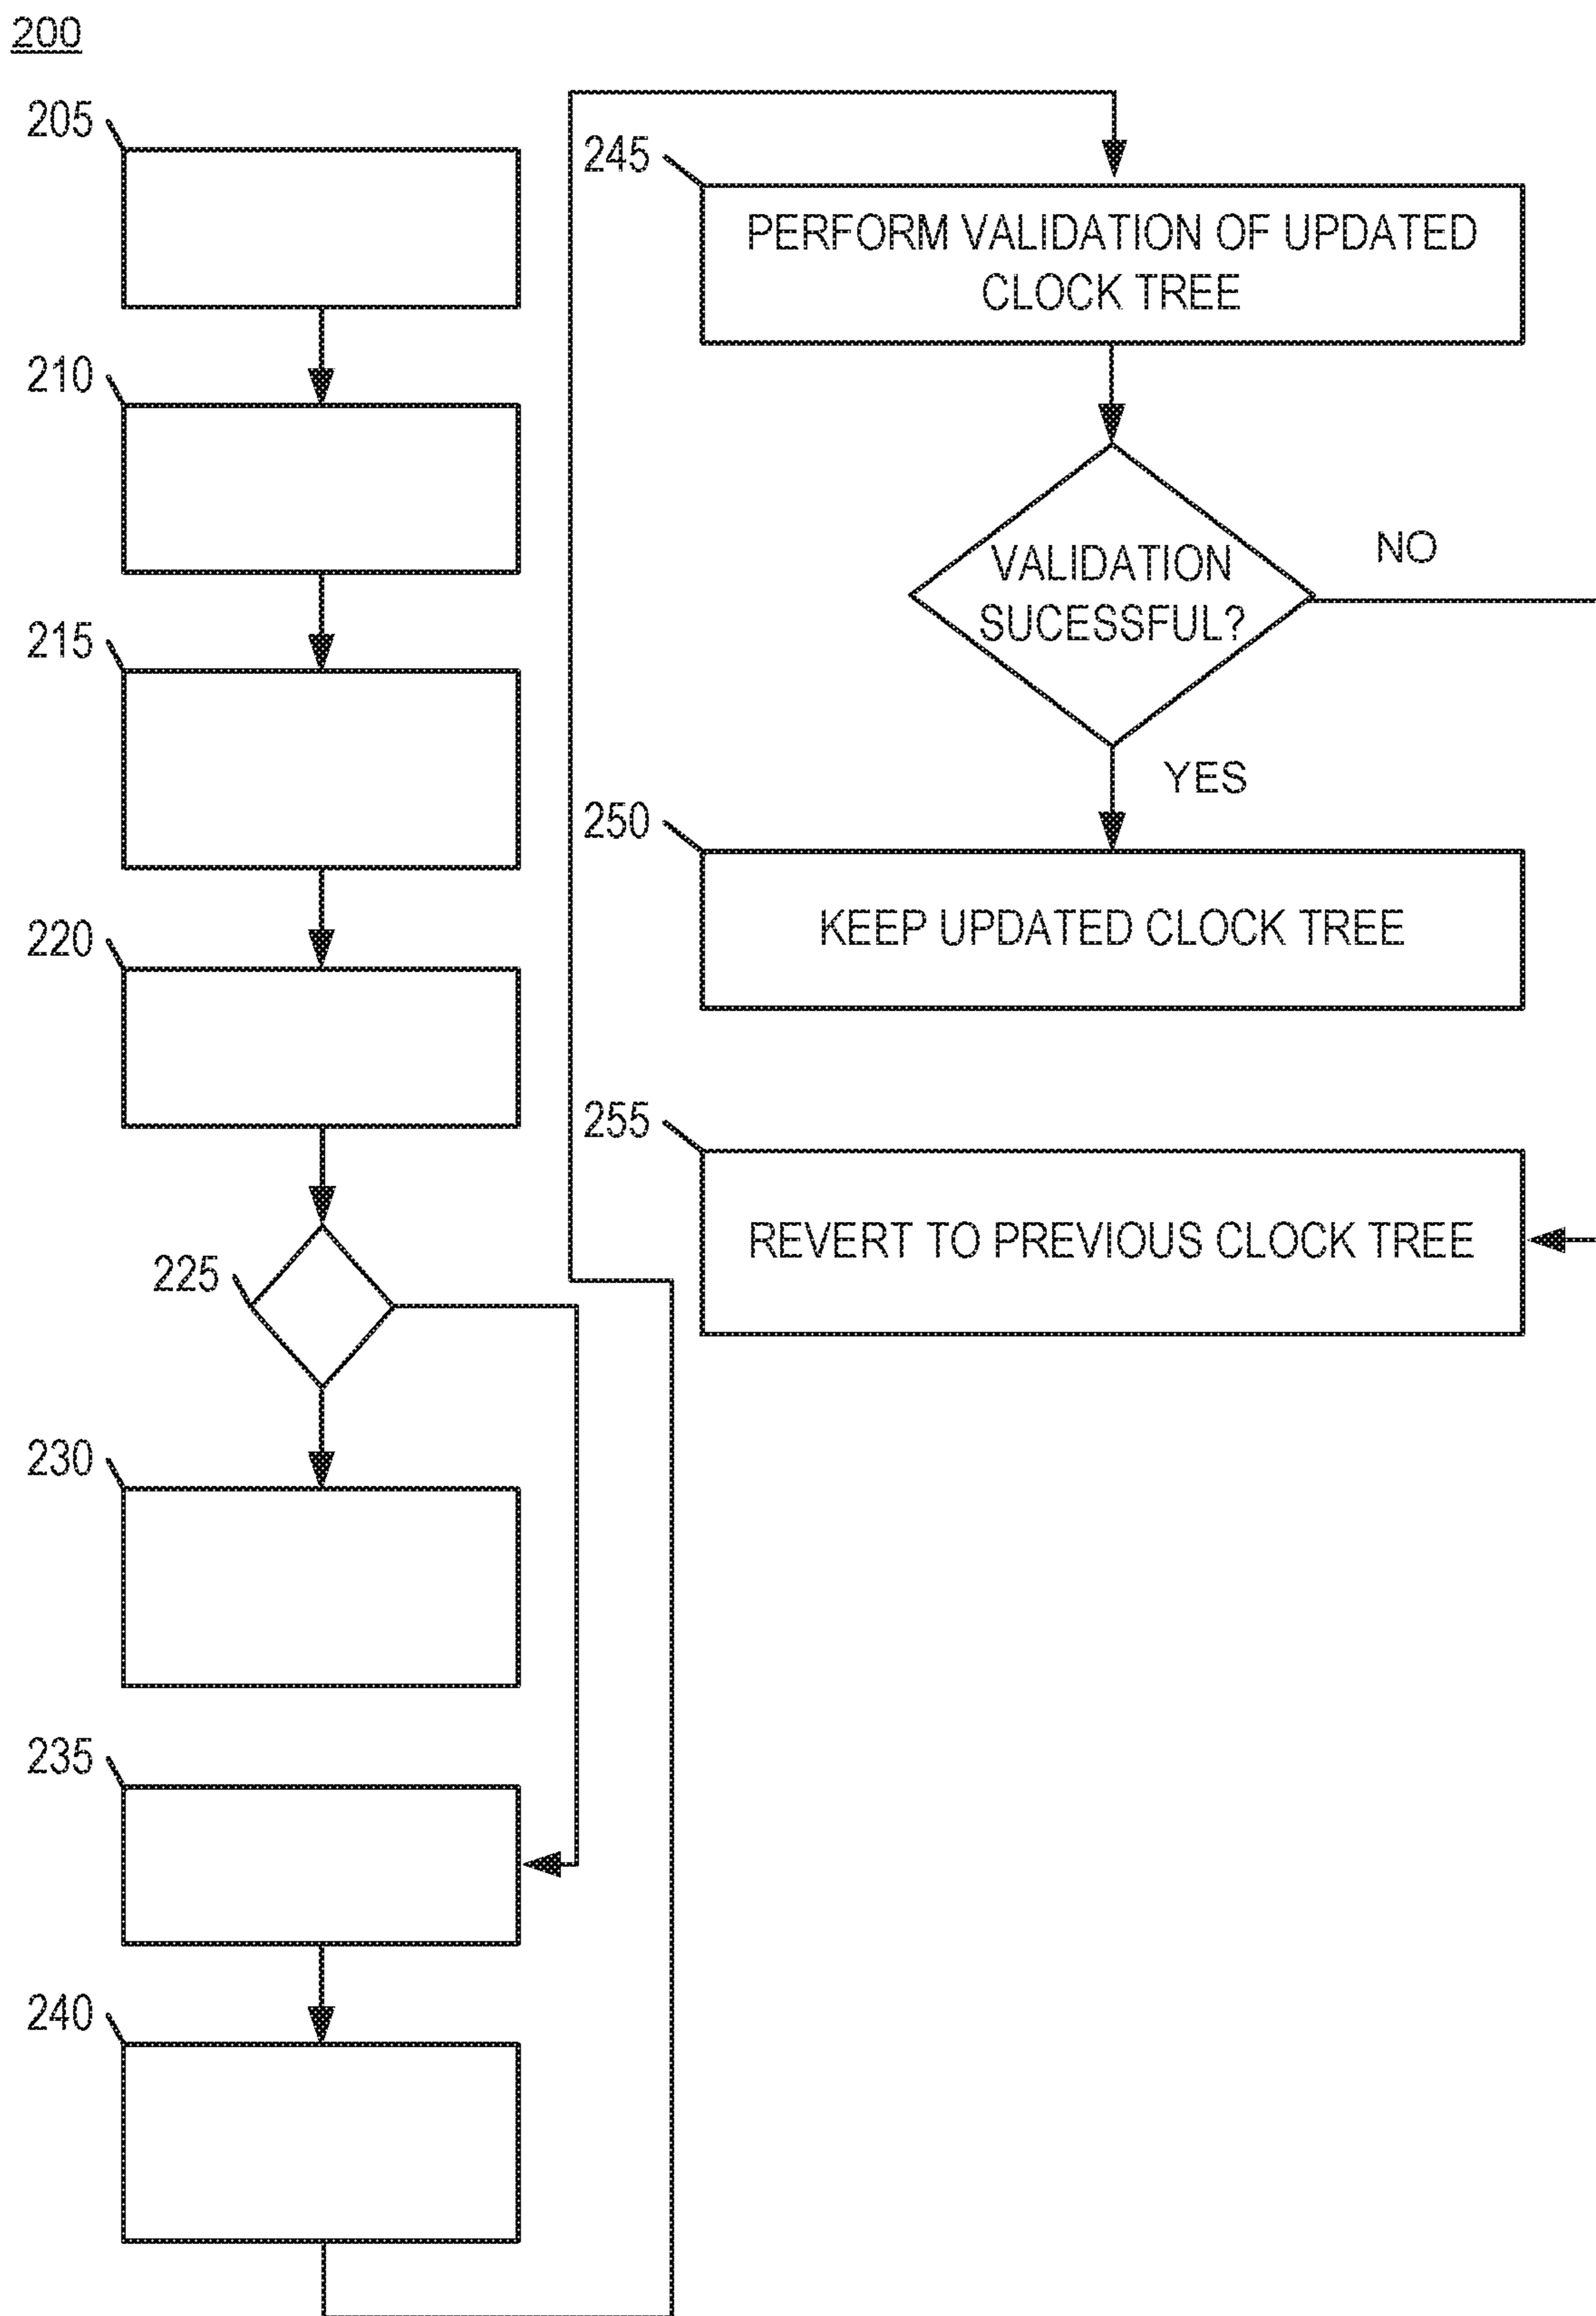 200
205
210
215
220
225
230
235
240
245
PERFORM VALIDATION OF UPDATED
CLOCK TREE
VALIDATION
SUCESSFUL?
NO
YES
250
KEEP UPDATED CLOCK TREE
255
REVERT TO PREVIOUS CLOCK TREE